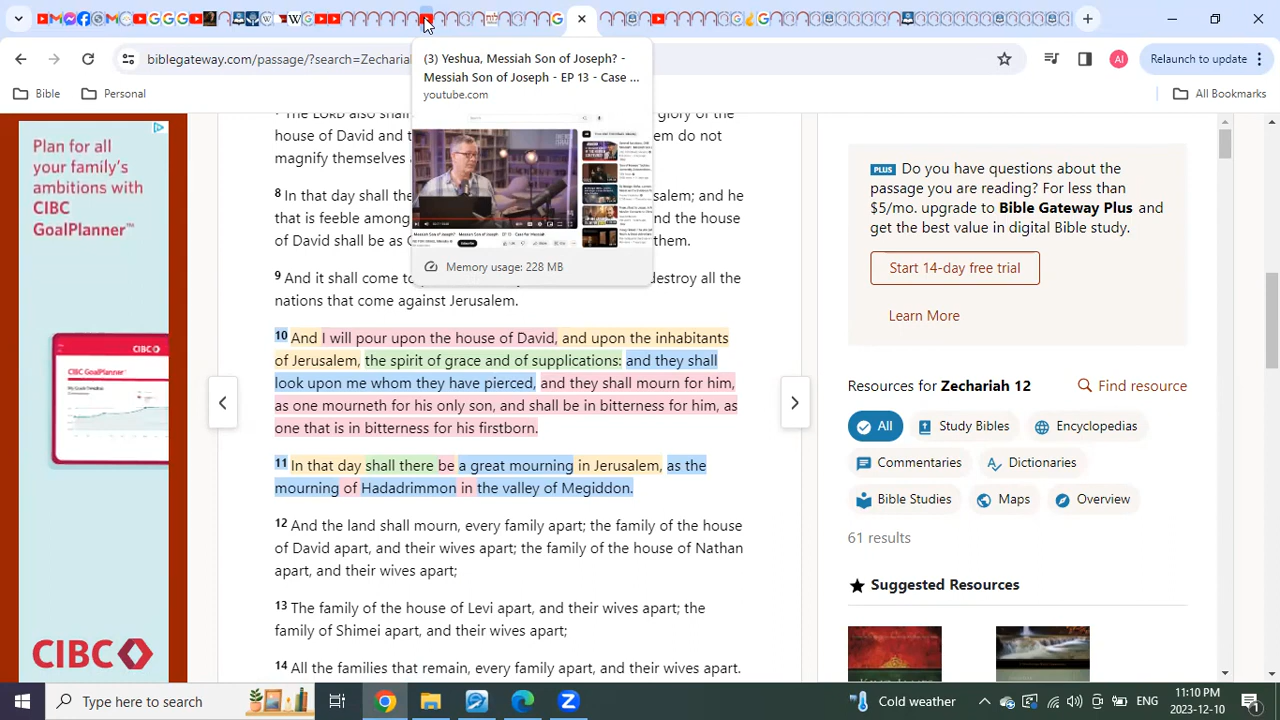 biblegateway.com/passage/?search=Zechari
Relaunch to update
Bible
Personal
All Bookmarks
(3) Yeshua, Messiah Son of Joseph? -
Messiah Son of Joseph - EP 13 - Case ...
youtube.com
Memory usage: 228 MB
Plan for all
your family's
ambitions with
CIBC
GoalPlanner™
CIBC
CIBC GoalPlanner™
CIBC
house of David and t
em do not
magnify
selves
8 In
the
salem; and he
that is
nd the house
of David
them.
9 And it shall come to
destroy all the
nations that come against Jerusalem.
10 And I will pour upon the house of David, and upon the inhabitants
of Jerusalem, the spirit of grace and of supplications: and they shall
look upon me whom they have pierced, and they shall mourn for him,
as one mourneth for his only son, and shall be in bitterness for him, as
one that is in bitterness for his firstborn.
11 In that day shall there be a great mourning in Jerusalem, as the
mourning of Hadadrimmon in the valley of Megiddon.
12 And the land shall mourn, every family apart; the family of the house
of David apart, and their wives apart; the family of the house of Nathan
apart, and their wives apart;
13 The family of the house of Levi apart, and their wives apart; the
family of Shimei apart, and their wives apart;
14 All the families that remain, every family apart, and their wives apart.
PLUS Do you have questions about the
passage you're reading? For less than
$5/mo, upgrade to Bible Gateway Plus and
get the best value in digital Bible study.
Start 14-day free trial
Learn More
Resources for Zechariah 12
Find resource
All
Study Bibles
Encyclopedias
Commentaries
Dictionaries
Bible Studies
Maps
Overview
61 results
Suggested Resources
Type here to search
Cold weather
ENG
11:10 PM
2023-12-10